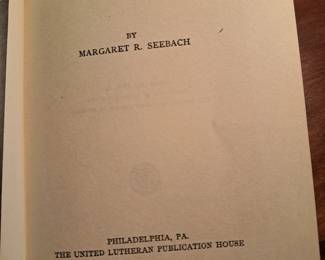 BY
MARGARET R. SEEBACH
PHILADELPHIA, PA.
THE UNITED LUTHERAN PUBLICATION HOUSE